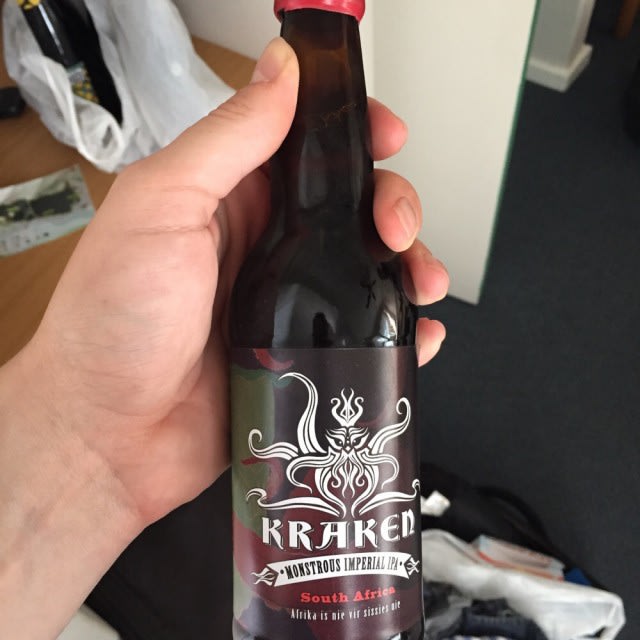 KRAKEN
MONSTROUS IMPERIAL IPA
South Africa
Afrika is nie vir sissies nie